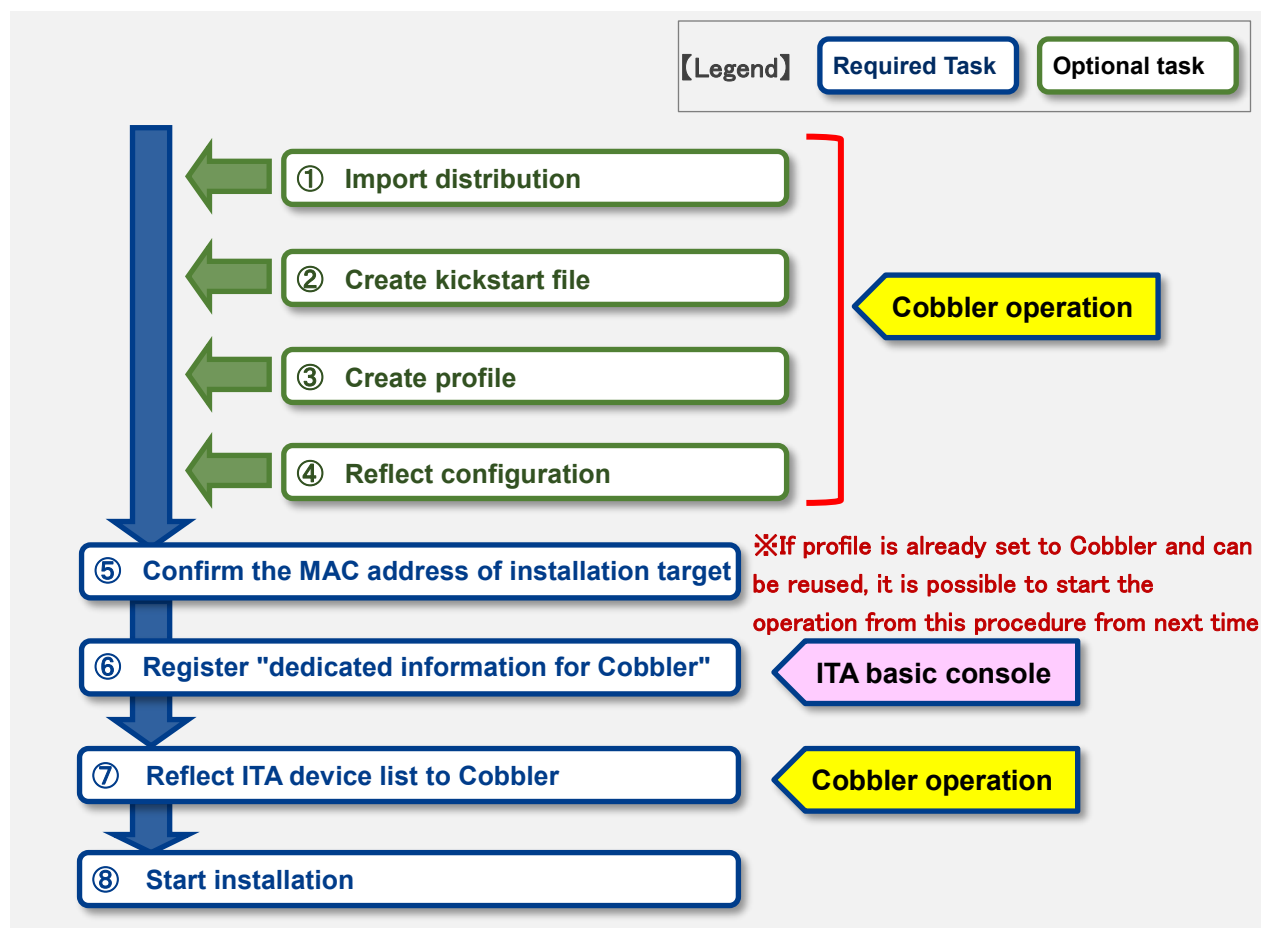 【Legend】 Required Task Optional task
① Import distribution
② Create kickstart file
Cobbler operation
③ Create profile
④ Reflect configuration
⑤ Confirm the MAC address of installation target
※If profile is already set to Cobbler and can
be reused, it is possible to start the
operation from this procedure from next time
⑥ Register "dedicated information for Cobbler"
ITA basic console
⑦ Reflect ITA device list to Cobbler
Cobbler operation
⑧ Start installation